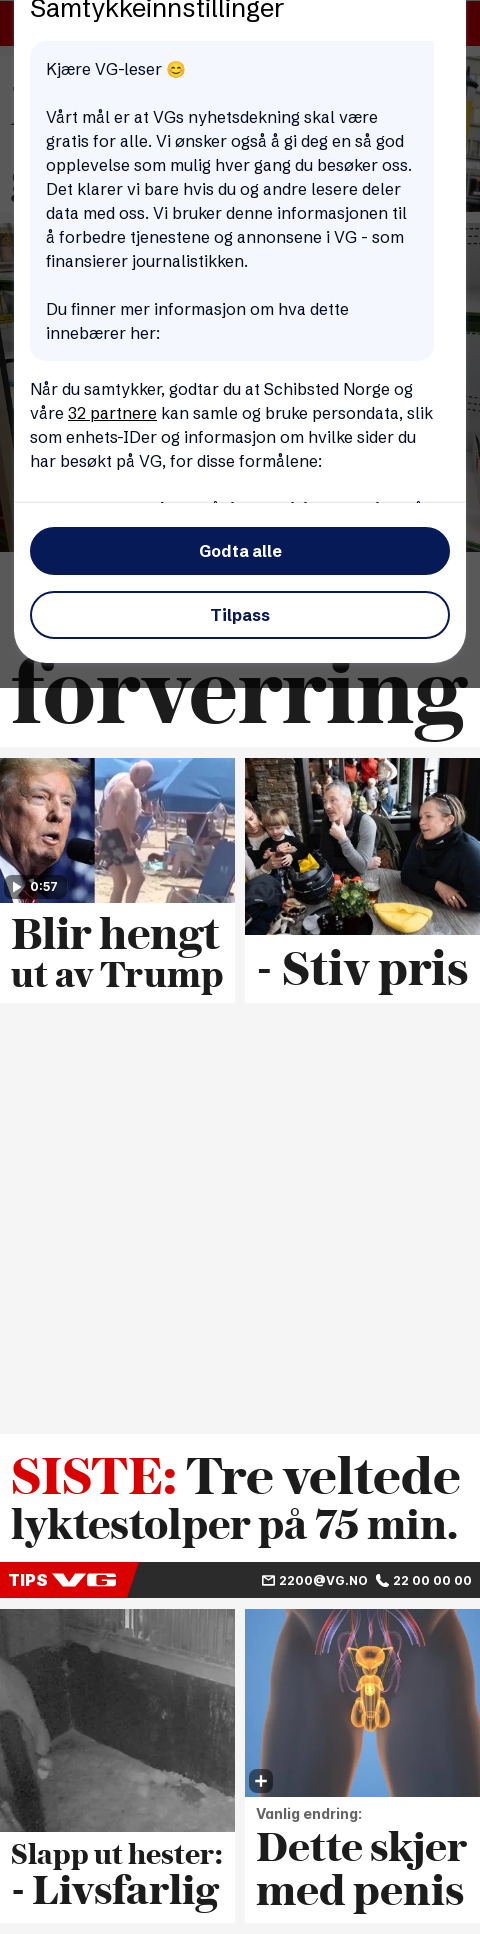 Samtykkeinnstillinger
Kjære VG-leser 😊
Vårt mål er at VGs nyhetsdekning skal være
gratis for alle. Vi ønsker også å gi deg en så god
opplevelse som mulig hver gang du besøker oss.
Det klarer vi bare hvis du og andre lesere deler
data med oss. Vi bruker denne informasjonen til
å forbedre tjenestene og annonsene i VG - som
finansierer journalistikken.
Du finner mer informasjon om hva dette
innebærer her:
Når du samtykker, godtar du at Schibsted Norge og
våre 32 partnere kan samle og bruke persondata, slik
som enhets-IDer og informasjon om hvilke sider du
har besøkt på VG, for disse formålene:
Godta alle
Tilpass
forverring
0:57
Blir hengt
ut av Trump
- Stiv pris
SISTE: Tre veltede
lyktestolper på 75 min.
TIPS VG 2200@VG.NO 22 00 00 00
Slapp ut hester:
- Livsfarlig
Vanlig endring:
Dette skjer
med penis